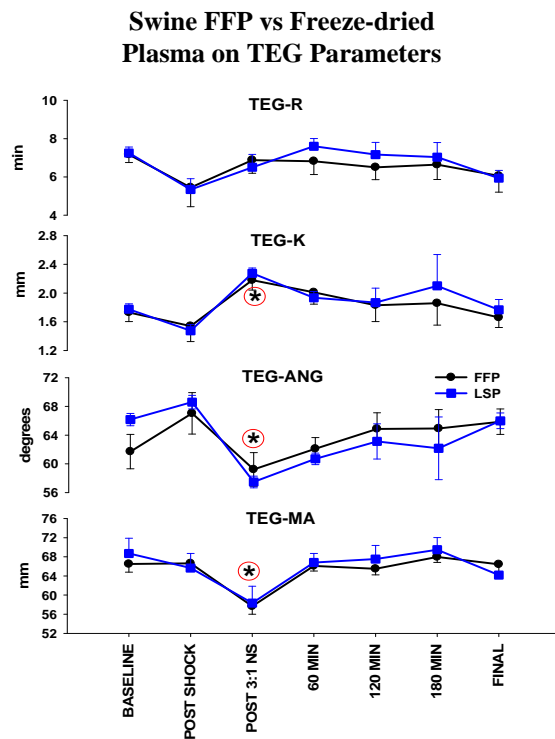 Swine FFP vs Freeze-dried
Plasma on TEG Parameters
TEG-R
10
8
6
4
min
TEG-K
2.8
2.4
2.0
1.6
1.2
mm
*
TEG-ANG
72
68
64
60
56
degrees
FFP
LSP
*
TEG-MA
76
72
68
64
60
56
52
mm
*
BASELINE
POST SHOCK
POST 3:1 NS
60 MIN
120 MIN
180 MIN
FINAL